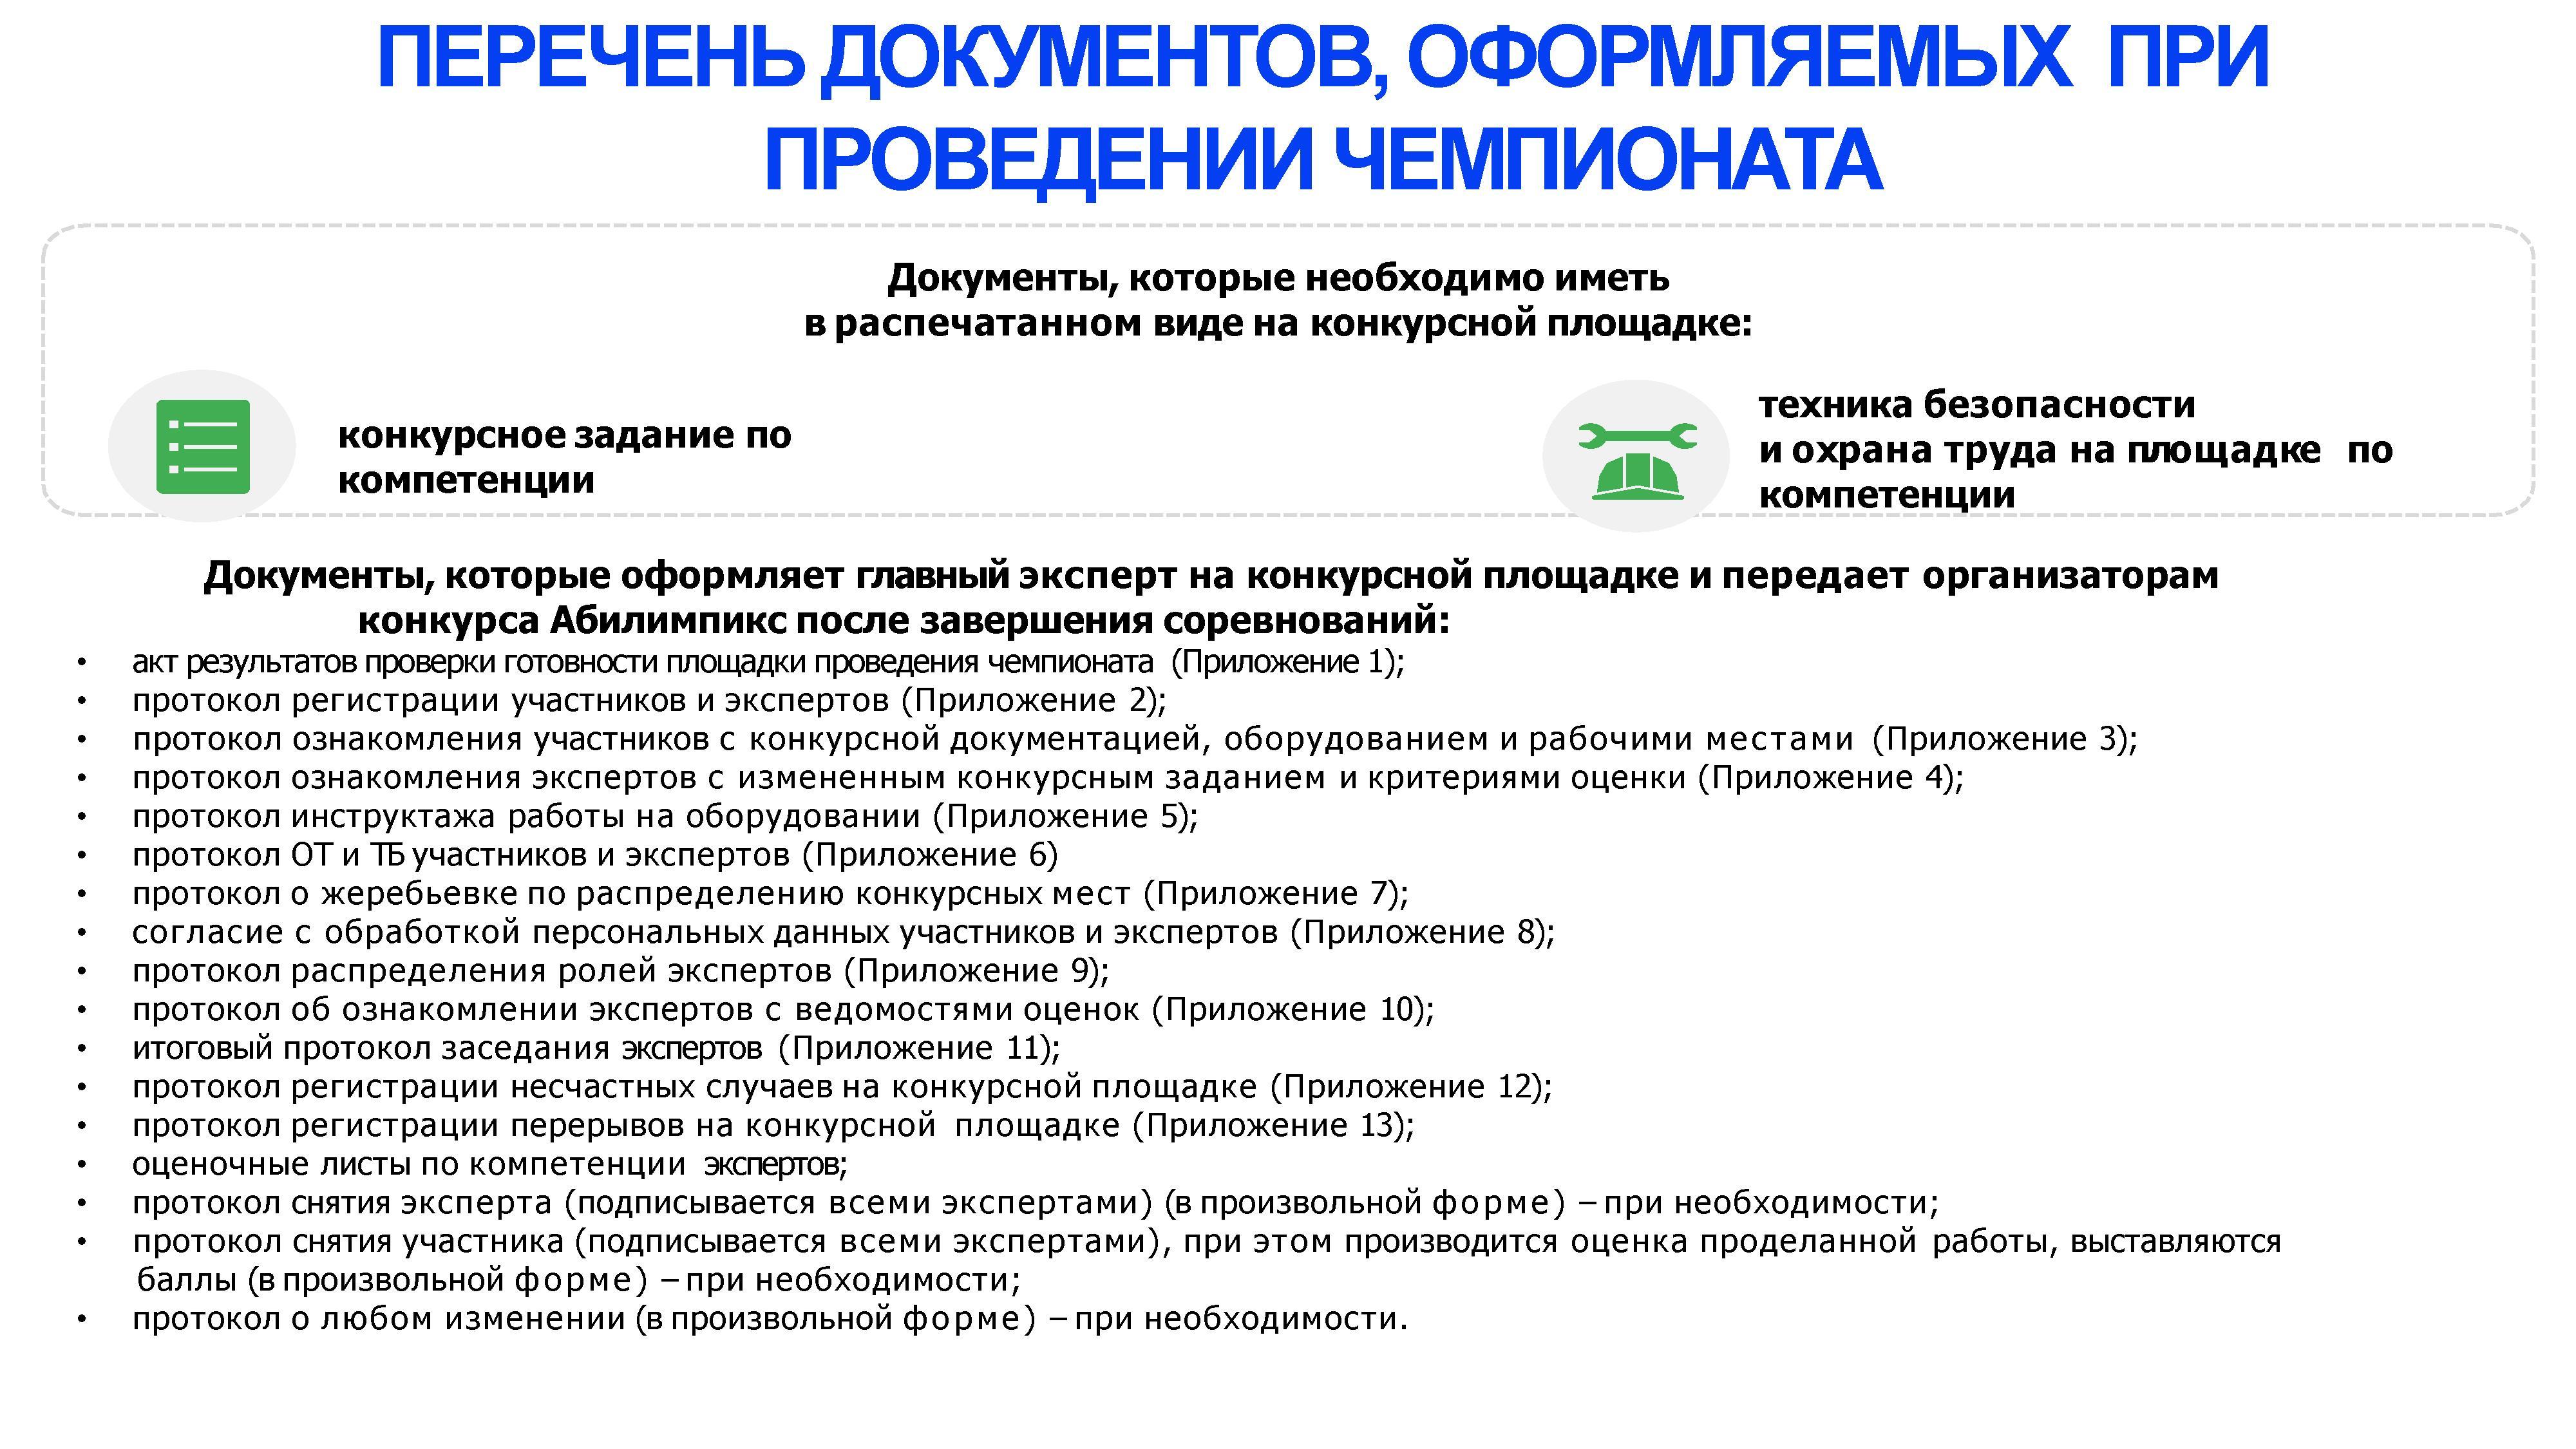 ПЕРЕЧЕНЬ ДОКУМЕНТОВ, ОФОРМЛЯЕМЫХ ПРИ
ПРОВЕДЕНИИ ЧЕМПИОНАТА
Документы, которые необходимо иметь
в распечатанном виде на конкурсной площадке:
конкурсное задание по
компетенции
техника безопасности
и охрана труда на площадке по
компетенции
Документы, которые оформляет главный эксперт на конкурсной площадке и передает организаторам
конкурса Абилимпикс после завершения соревнований:
• акт результатов проверки готовности площадки проведения чемпионата (Приложение 1);
• протокол регистрации участников и экспертов (Приложение 2);
• протокол ознакомления участников с конкурсной документацией, оборудованием и рабочими местами (Приложение 3);
• протокол ознакомления экспертов с измененным конкурсным заданием и критериями оценки (Приложение 4);
• протокол инструктажа работы на оборудовании (Приложение 5);
• протокол ОТ и ТБ участников и экспертов (Приложение 6)
• протокол о жеребьевке по распределению конкурсных мест (Приложение 7);
• согласие с обработкой персональных данных участников и экспертов (Приложение 8);
• протокол распределения ролей экспертов (Приложение 9);
• протокол об ознакомлении экспертов с ведомостями оценок (Приложение 10);
• итоговый протокол заседания экспертов (Приложение 11);
• протокол регистрации несчастных случаев на конкурсной площадке (Приложение 12);
• протокол регистрации перерывов на конкурсной площадке (Приложение 13);
• оценочные листы по компетенции экспертов;
• протокол снятия эксперта (подписывается всеми экспертами) (в произвольной форме) – при необходимости;
• протокол снятия участника (подписывается всеми экспертами), при этом производится оценка проделанной работы, выставляются
баллы (в произвольной форме) – при необходимости;
• протокол о любом изменении (в произвольной форме) – при необходимости.